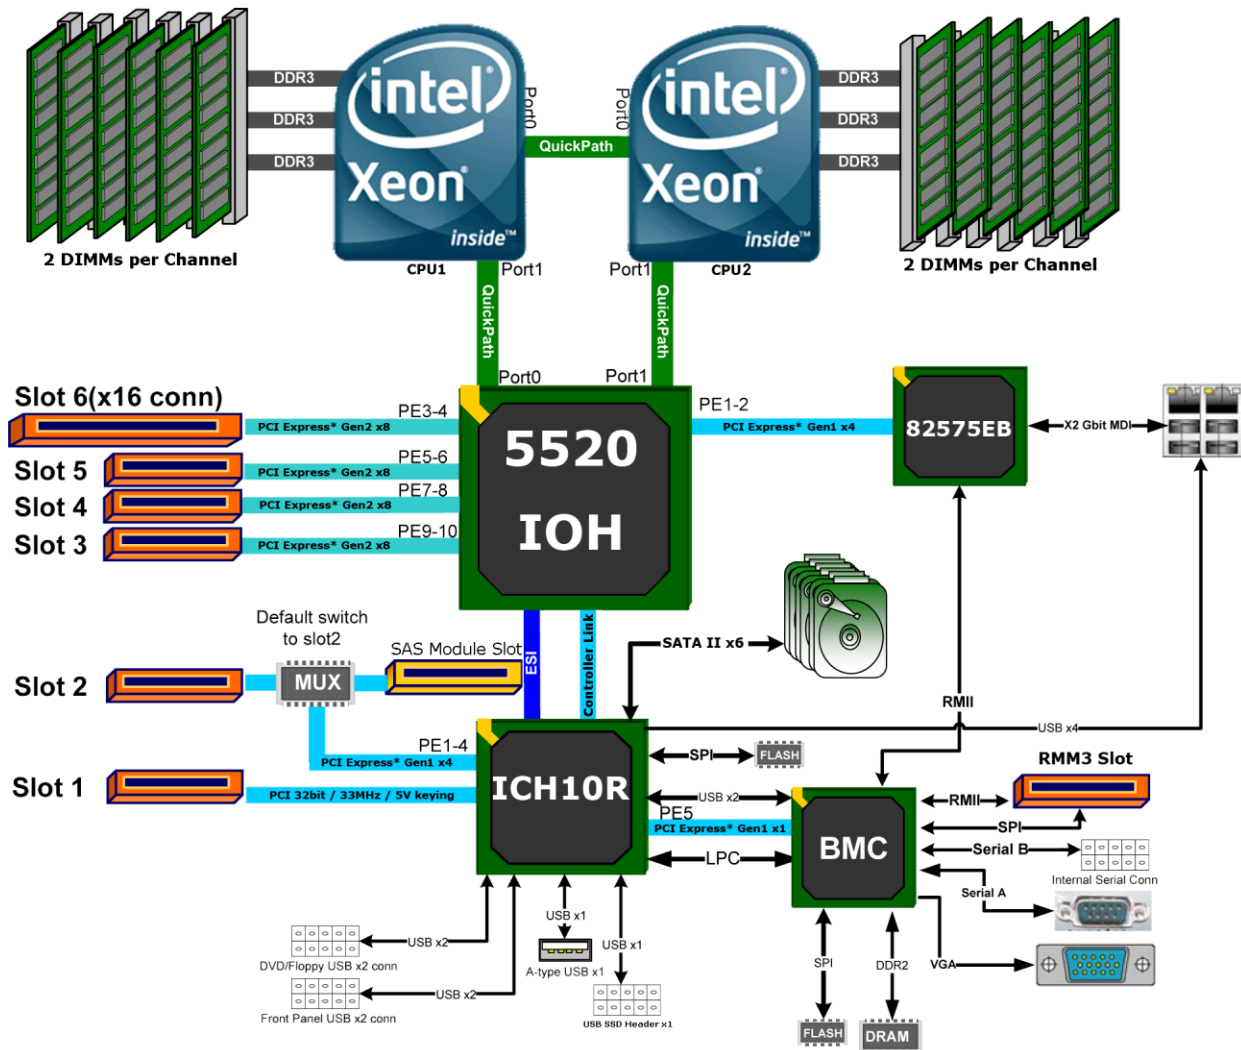 DDR3
DDR3
DDR3
intel®
Xeon®
inside™
Port0
QuickPath
Port0
intel®
Xeon®
inside™
DDR3
DDR3
DDR3
2 DIMMs per Channel
CPU1
Port1
Port1
CPU2
2 DIMMs per Channel
QuickPath
QuickPath
Port0
Port1
Slot 6(x16 conn)
PE3-4
PCI Express* Gen2 x8
5520
IOH
PE1-2
PCI Express* Gen1 x4
82575EB
X2 Gbit MDI
Slot 5
PE5-6
PCI Express* Gen2 x8
Slot 4
PE7-8
PCI Express* Gen2 x8
Slot 3
PE9-10
PCI Express* Gen2 x8
Default switch
to slot2
SAS Module Slot
ESI
Controller Link
SATA II x6
RMII
Slot 2
MUX
USB x4
PE1-4
PCI Express* Gen1 x4
Slot 1
PCI 32bit / 33MHz / 5V keying
ICH10R
SPI
FLASH
RMM3 Slot
USB x2
PE5
PCI Express* Gen1 x1
LPC
BMC
RMII
SPI
Serial B
Internal Serial Conn
Serial A
USB x2
DVD/Floppy USB x2 conn
USB x2
Front Panel USB x2 conn
USB x1
A-type USB x1
USB x1
USB SSD Header x1
SPI
FLASH
DDR2
DRAM
VGA